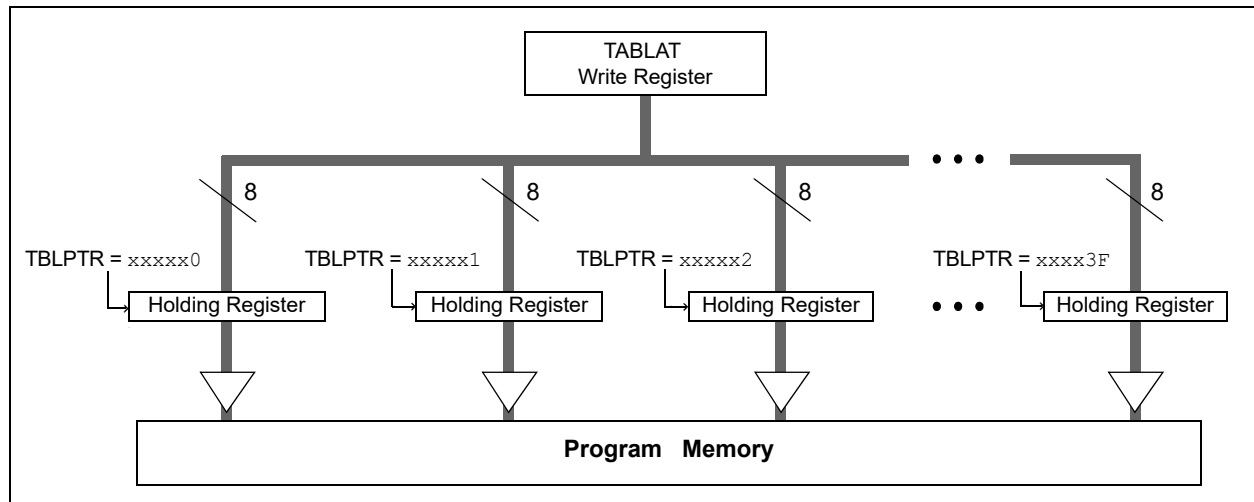 TABLAT
Write Register
8 8 8 8
TBLPTR = xxxxx0 TBLPTR = xxxxx1 TBLPTR = xxxxx2 TBLPTR = xxxx3F
Holding Register Holding Register Holding Register Holding Register
Program Memory